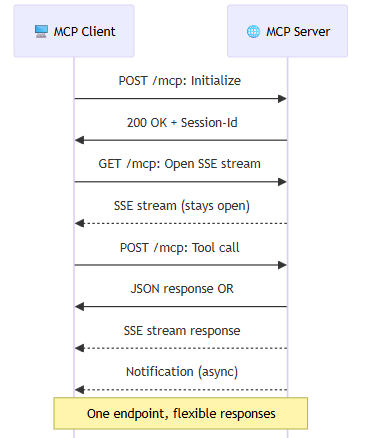 MCP Client
MCP Server
POST /mcp: Initialize
200 OK + Session-Id
GET /mcp: Open SSE stream
SSE stream (stays open)
POST /mcp: Tool call
JSON response OR
SSE stream response
Notification (async)
One endpoint, flexible responses